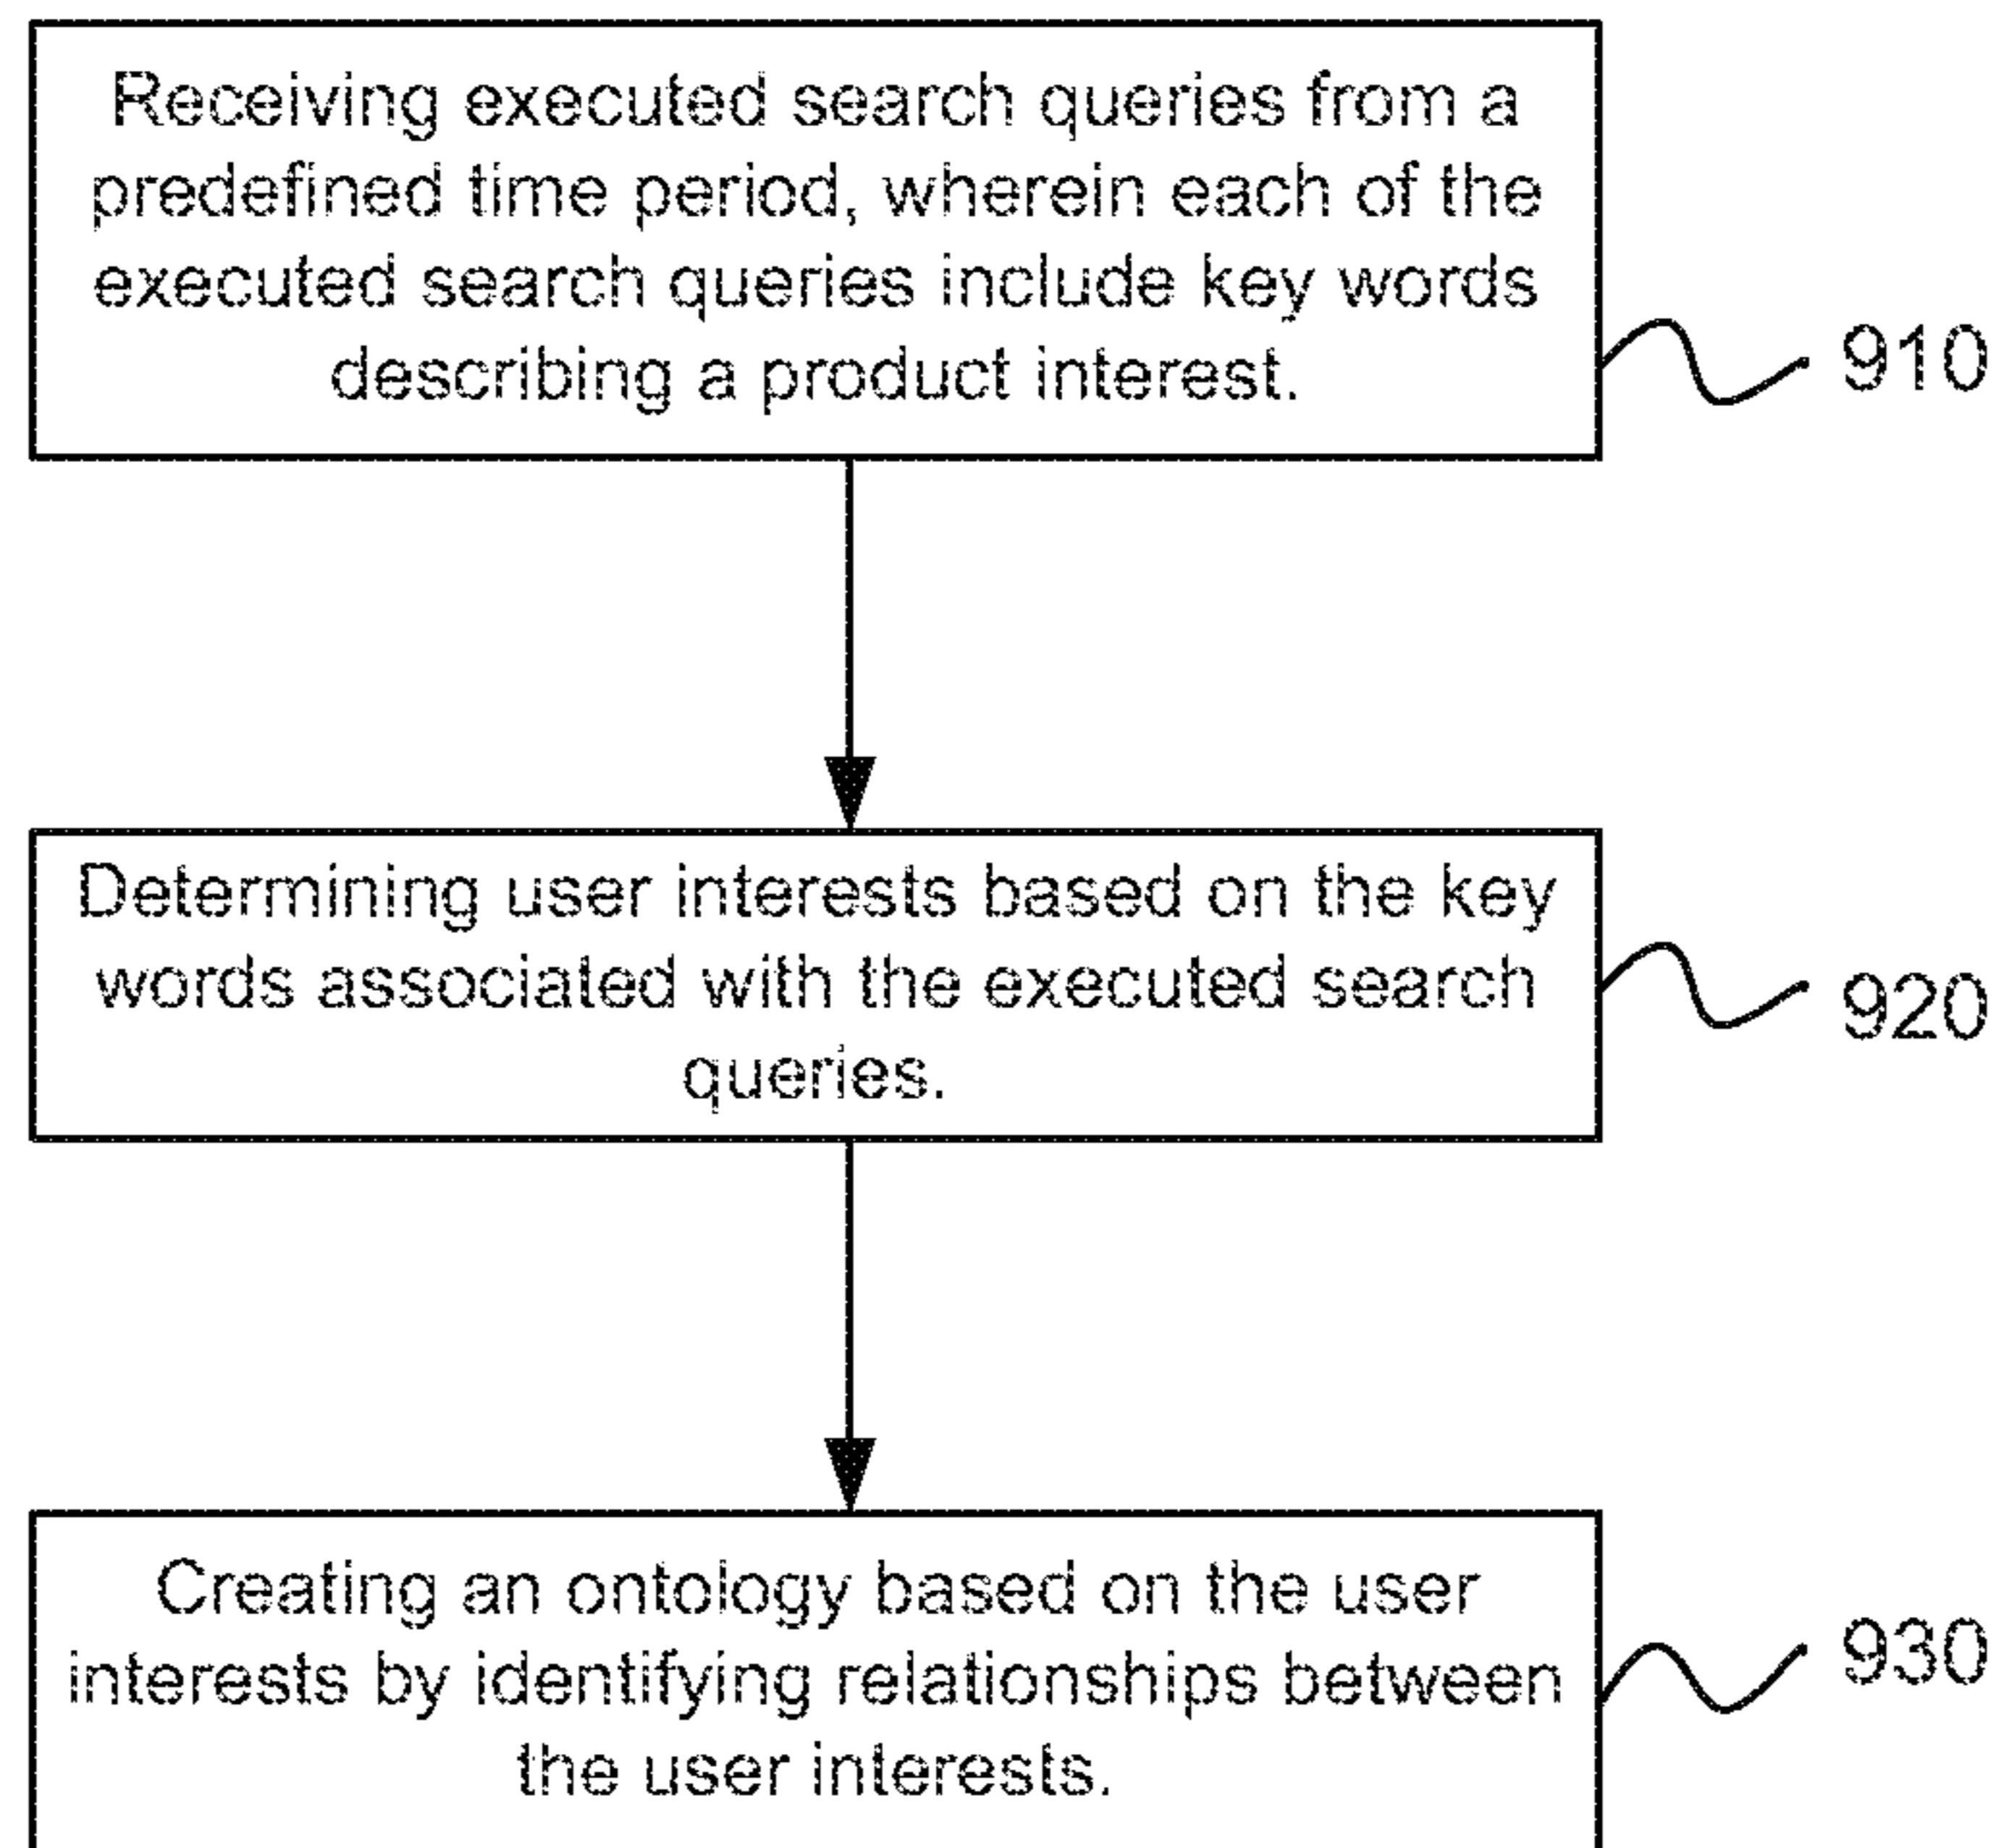 Receiving executed search queries from a
predefined time period, wherein each of the
executed search queries include key words
describing a product interest.
910
Determining user interests based on the key
words associated with the executed search
queries.
920
Creating an ontology based on the user
interests by identifying relationships between
the user interests.
930